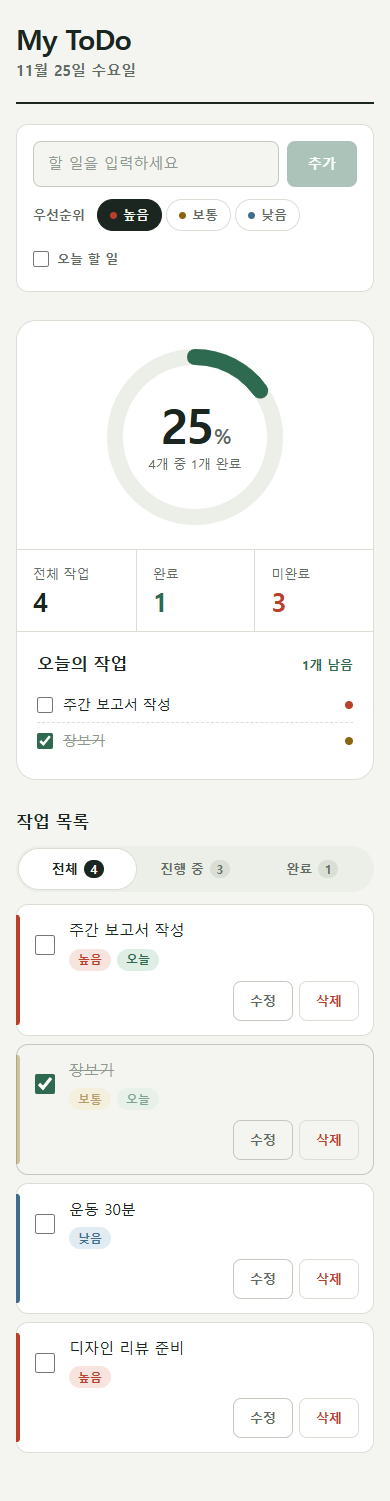 My ToDo
11월 25일 수요일
할 일을 입력하세요 추가
우선순위 높음 보통 낮음
오늘 할 일
25%
4개 중 1개 완료
전체 작업 완료 미완료
4 1 3
오늘의 작업 1개 남음
주간 보고서 작성
장보기
작업 목록
전체 4 진행 중 3 완료 1
주간 보고서 작성
높음 오늘
수정 삭제
장보기
보통 오늘
수정 삭제
운동 30분
낮음
수정 삭제
디자인 리뷰 준비
높음
수정 삭제